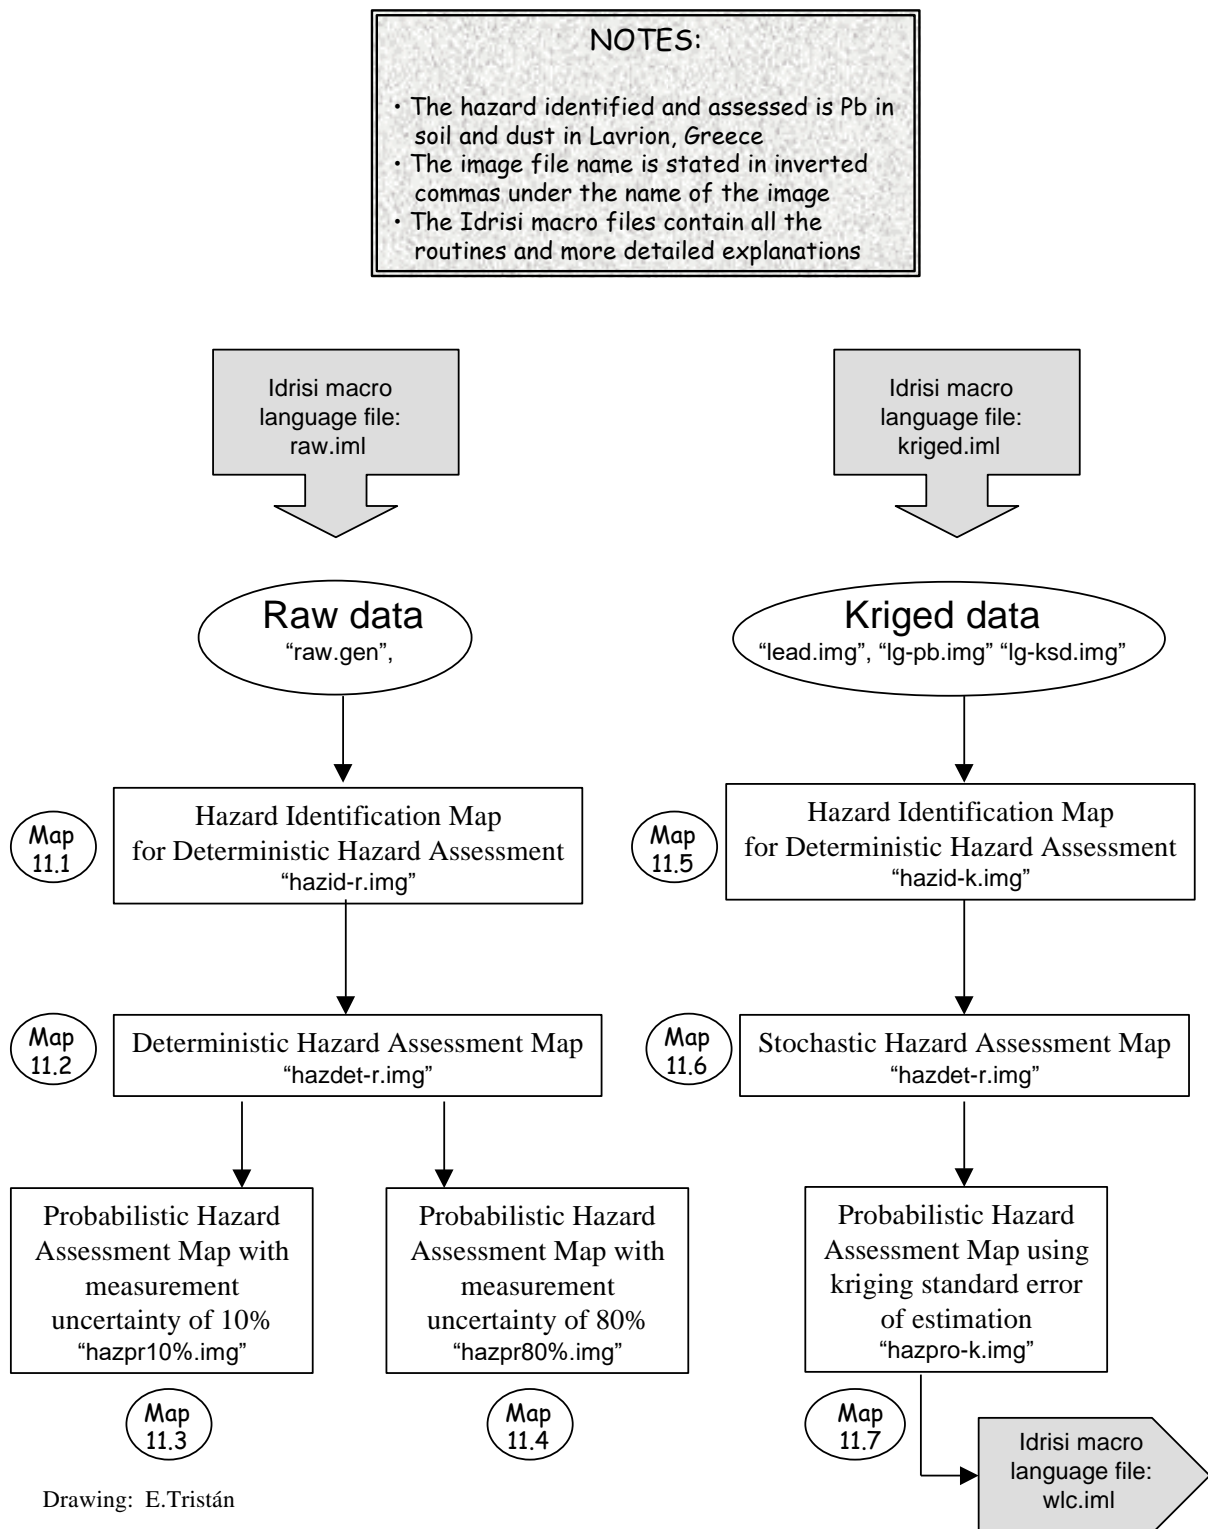 NOTES:
• The hazard identified and assessed is Pb in
soil and dust in Lavrion, Greece
• The image file name is stated in inverted
commas under the name of the image
• The Idrisi macro files contain all the
routines and more detailed explanations
Idrisi macro
language file:
raw.iml
Idrisi macro
language file:
kriged.iml
Raw data
“raw.gen”,
Kriged data
“lead.img”, “lg-pb.img” “lg-ksd.img”
Map
11.1
Hazard Identification Map
for Deterministic Hazard Assessment
“hazid-r.img”
Map
11.5
Hazard Identification Map
for Deterministic Hazard Assessment
“hazid-k.img”
Map
11.2
Deterministic Hazard Assessment Map
“hazdet-r.img”
Map
11.6
Stochastic Hazard Assessment Map
“hazdet-r.img”
Probabilistic Hazard
Assessment Map with
measurement
uncertainty of 10%
“hazpr10%.img”
Probabilistic Hazard
Assessment Map with
measurement
uncertainty of 80%
“hazpr80%.img”
Probabilistic Hazard
Assessment Map using
kriging standard error
of estimation
“hazpro-k.img”
Map
11.3
Map
11.4
Map
11.7
Idrisi macro
language file:
wlc.iml
Drawing: E.Tristán